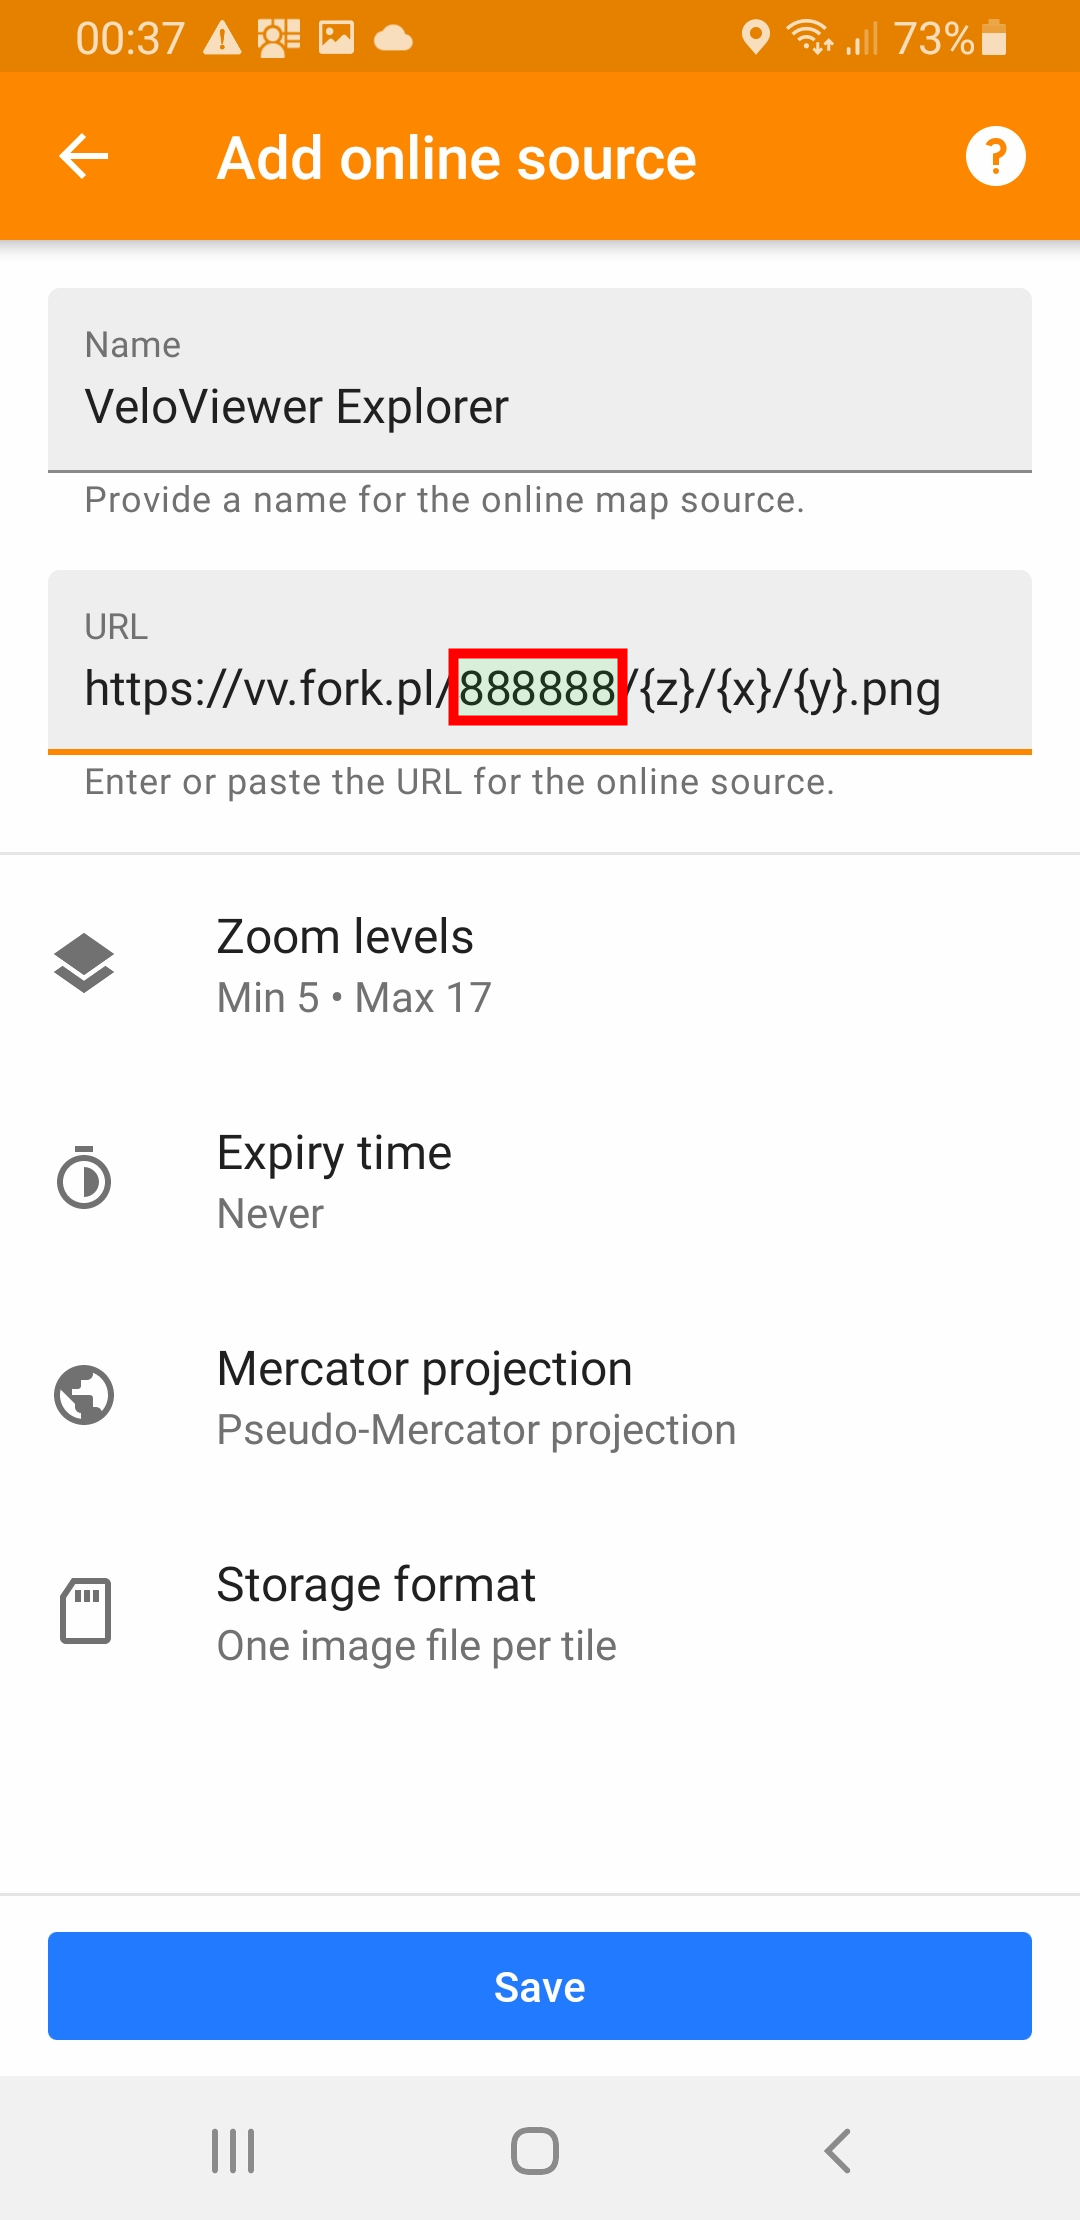 00:37 73%
Add online source
Name
VeloViewer Explorer
Provide a name for the online map source.
URL
https://vv.fork.pl/888888/{z}/{x}/{y}.png
Enter or paste the URL for the online source.
Zoom levels
Min 5 • Max 17
Expiry time
Never
Mercator projection
Pseudo-Mercator projection
Storage format
One image file per tile
Save